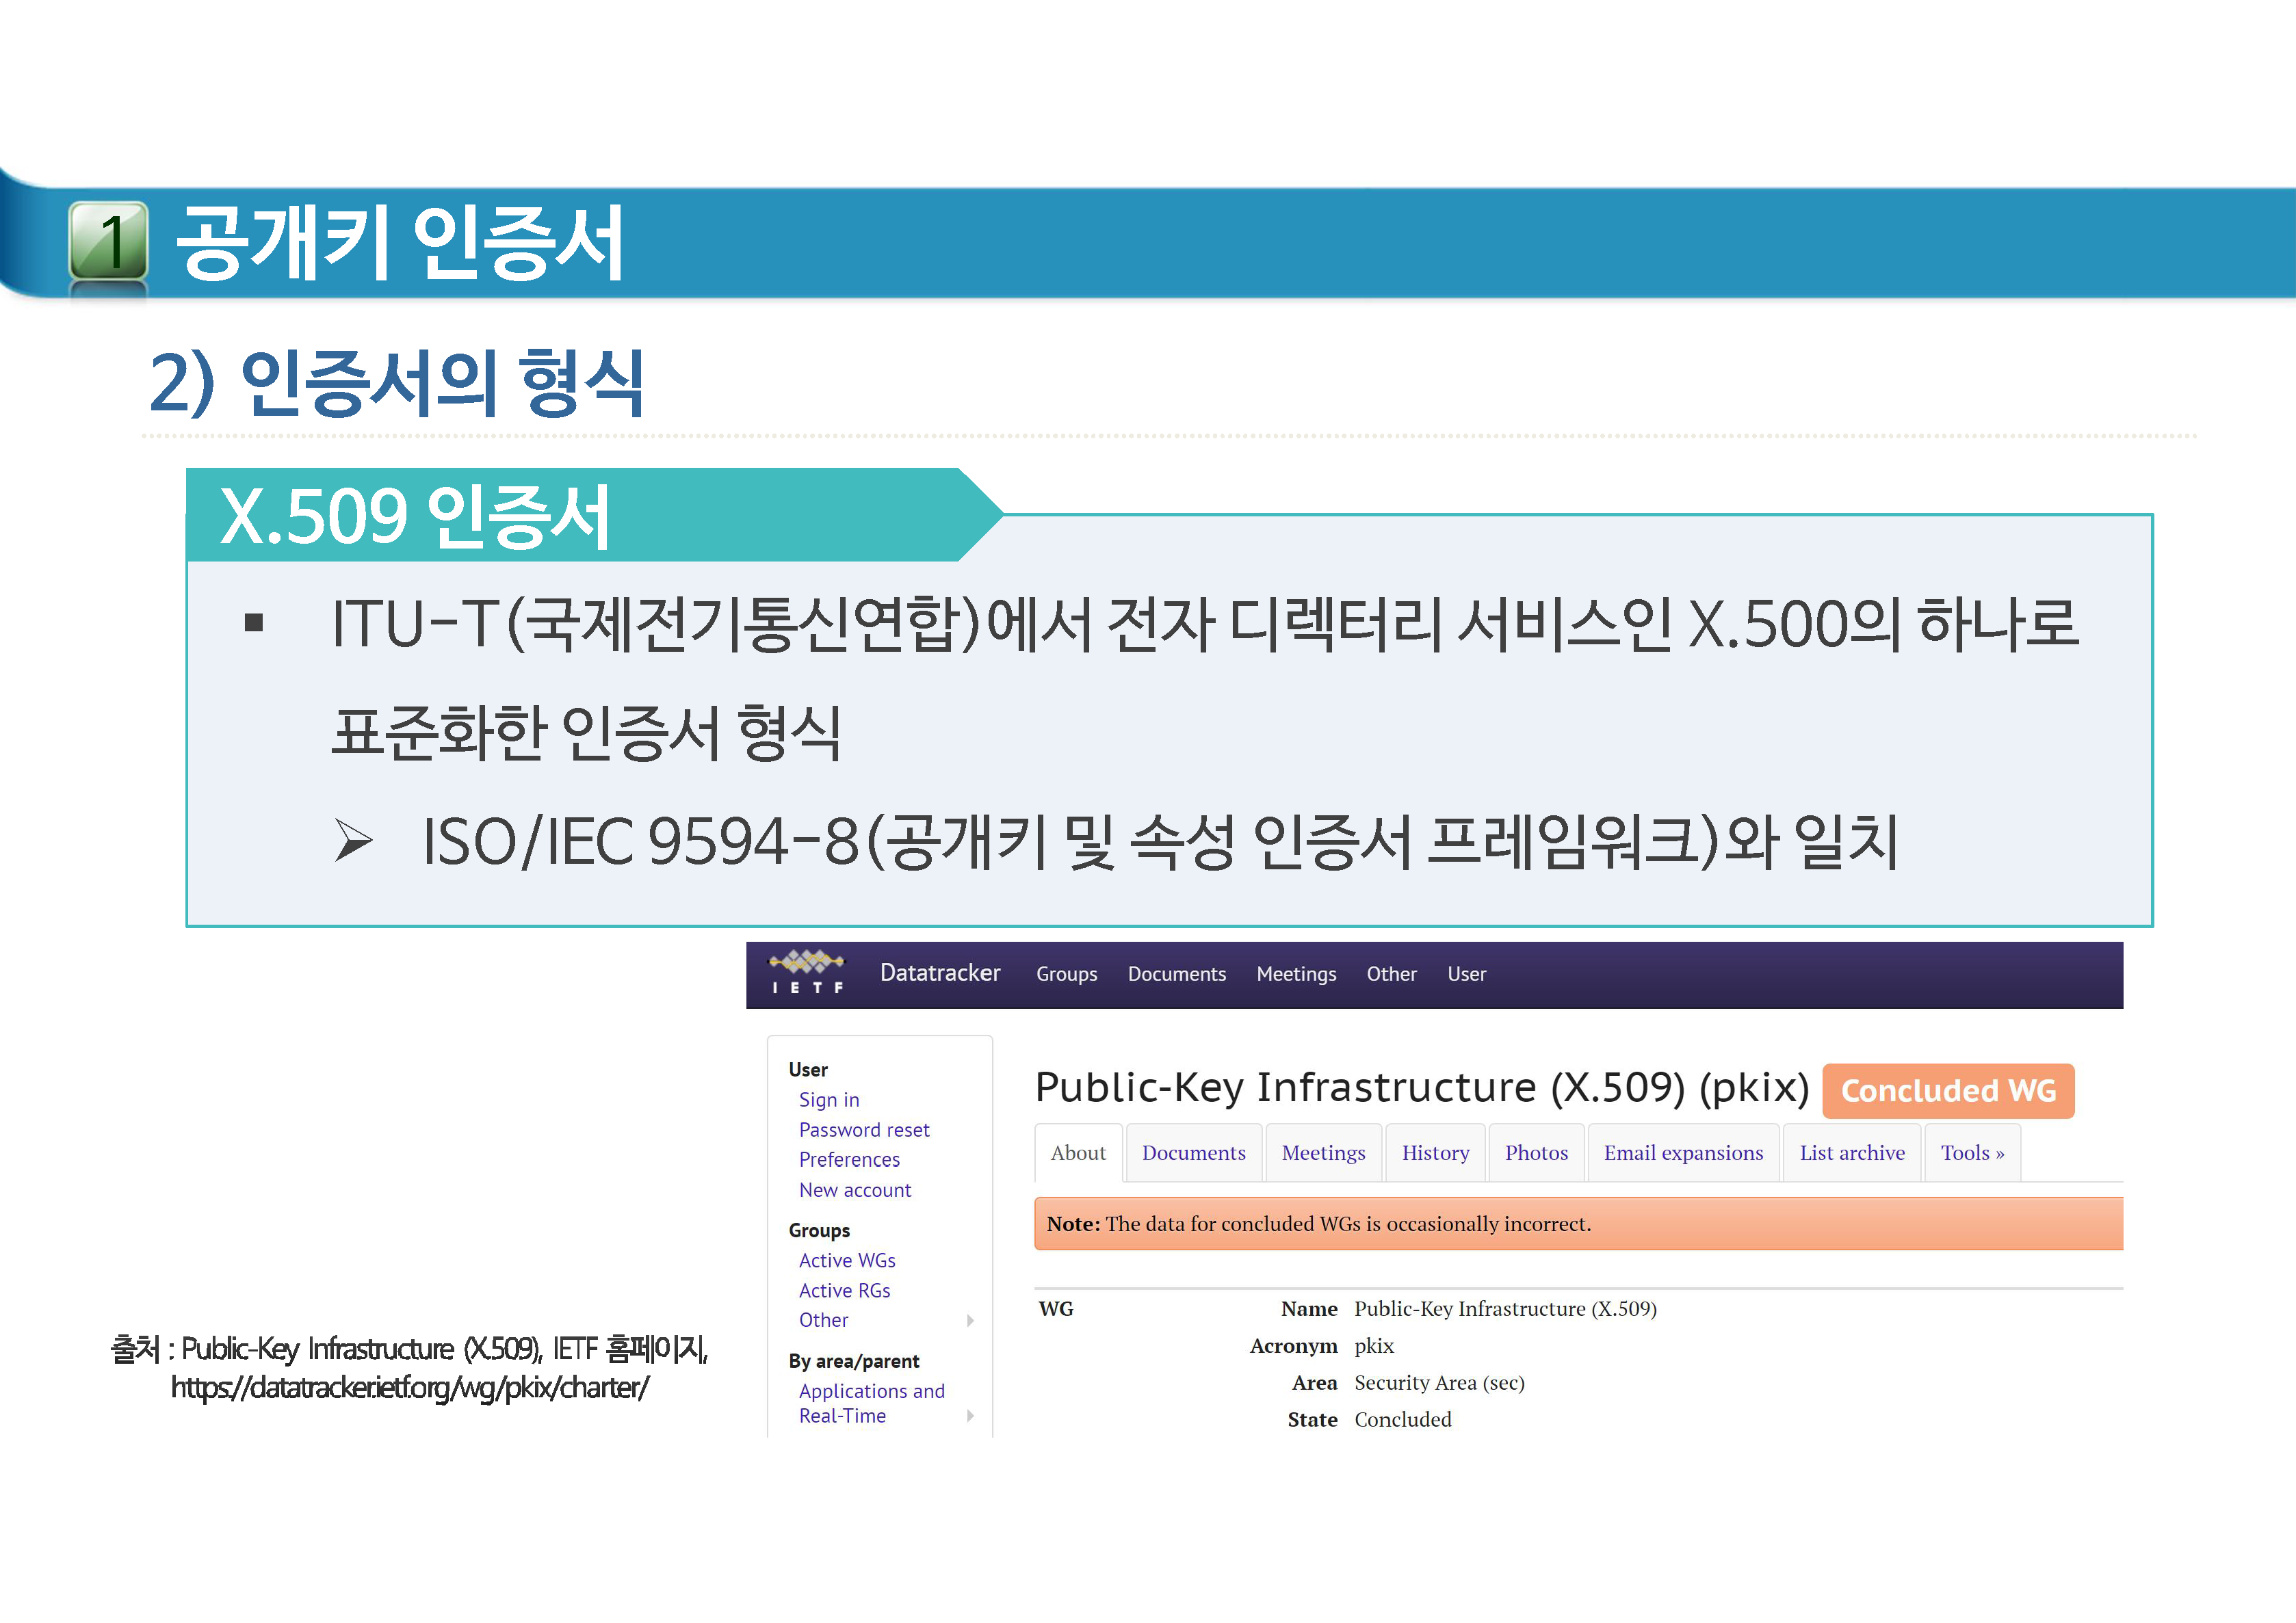 1 공개키 인증서
2) 인증서의 형식
X.509 인증서
▪ ITU-T(국제전기통신연합)에서 전자 디렉터리 서비스인 X.500의 하나로
표준화한 인증서 형식
➢ ISO/IEC 9594-8(공개키 및 속성 인증서 프레임워크)와 일치
IETF Datatracker Groups Documents Meetings Other User
User
Sign in
Password reset
Preferences
New account
Groups
Active WGs
Active RGs
Other
By area/parent
Applications and
Real-Time
Public-Key Infrastructure (X.509) (pkix) Concluded WG
About Documents Meetings History Photos Email expansions List archive Tools »
Note: The data for concluded WGs is occasionally incorrect.
WG Name Public-Key Infrastructure (X.509)
Acronym pkix
Area Security Area (sec)
State Concluded
출처 : Public-Key Infrastructure (X.509), IETF 홈페이지,
https://datatracker.ietf.org/wg/pkix/charter/